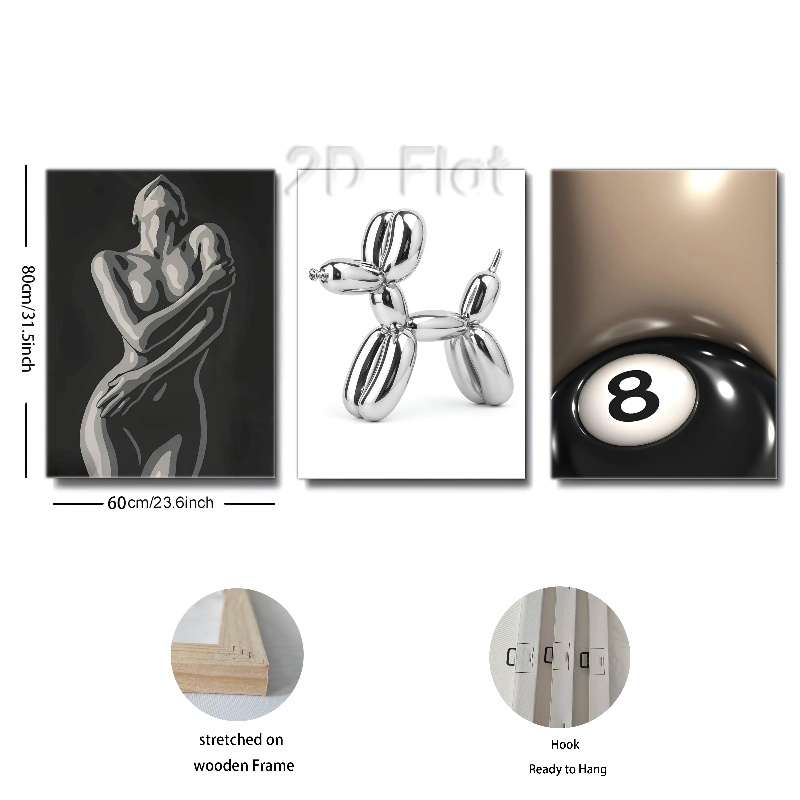 2D Flat
80cm/31.5inch
8
60cm/23.6inch
stretched on
wooden Frame
Hook
Ready to Hang